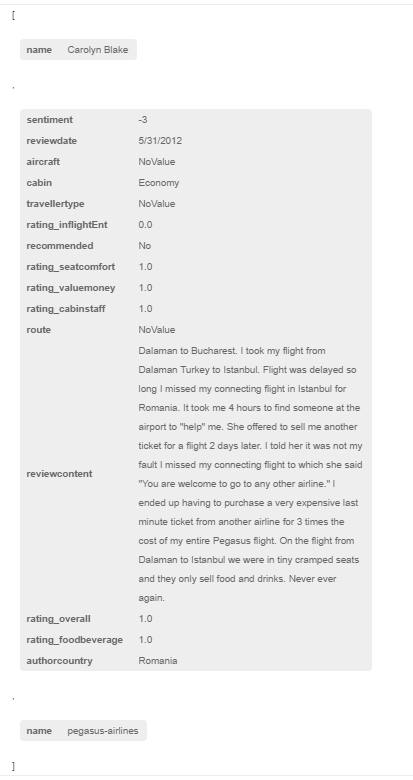 [
name Carolyn Blake
,
sentiment -3
reviewdate 5/31/2012
aircraft NoValue
cabin Economy
travellertype NoValue
rating_inflightEnt 0.0
recommended No
rating_seatcomfort 1.0
rating_valuemoney 1.0
rating_cabinstaff 1.0
route NoValue
Dalaman to Bucharest. I took my flight from
Dalaman Turkey to Istanbul. Flight was delayed so
long I missed my connecting flight in Istanbul for
Romania. It took me 4 hours to find someone at the
airport to "help" me. She offered to sell me another
ticket for a flight 2 days later. I told her it was not my
fault I missed my connecting flight to which she said
reviewcontent "You are welcome to go to any other airline." I
ended up having to purchase a very expensive last
minute ticket from another airline for 3 times the
cost of my entire Pegasus flight. On the flight from
Dalaman to Istanbul we were in tiny cramped seats
and they only sell food and drinks. Never ever
again.
rating_overall 1.0
rating_foodbeverage 1.0
authorcountry Romania
,
name pegasus-airlines
]